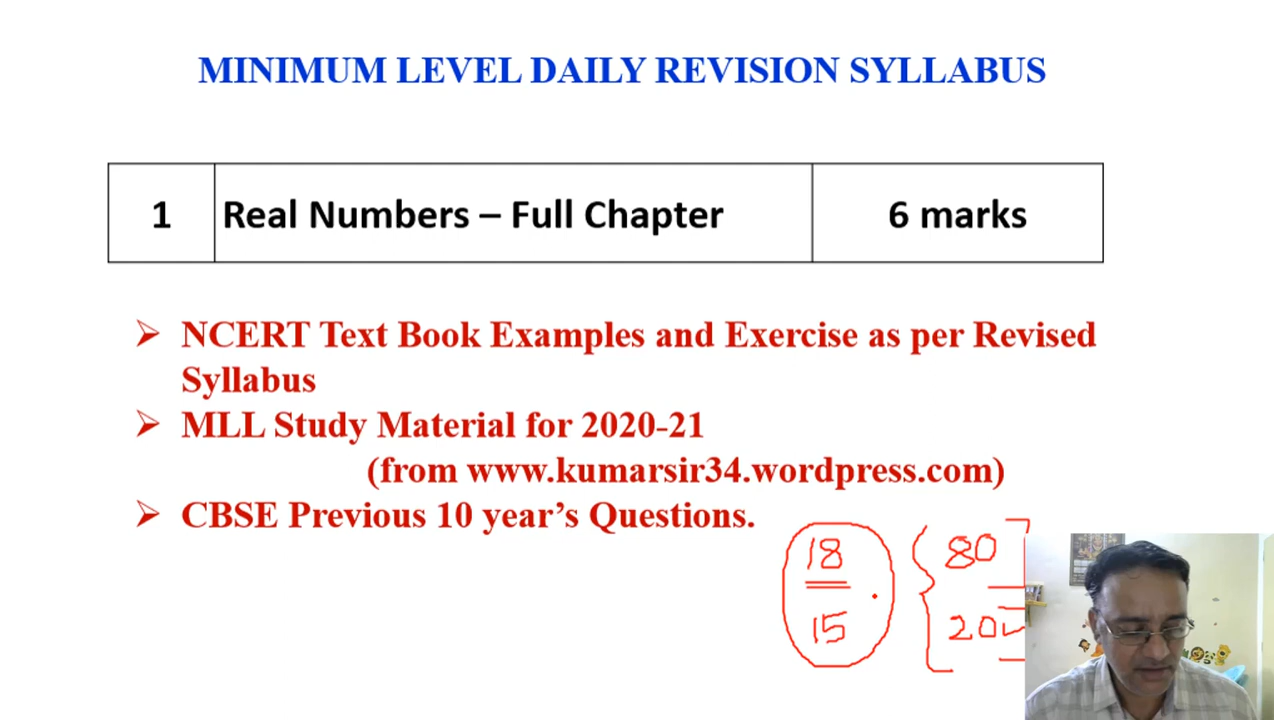 MINIMUM LEVEL DAILY REVISION SYLLABUS
1 Real Numbers – Full Chapter 6 marks
➢ NCERT Text Book Examples and Exercise as per Revised
Syllabus
➢ MLL Study Material for 2020-21
(from www.kumarsir34.wordpress.com)
➢ CBSE Previous 10 year’s Questions.
18 80
15 20